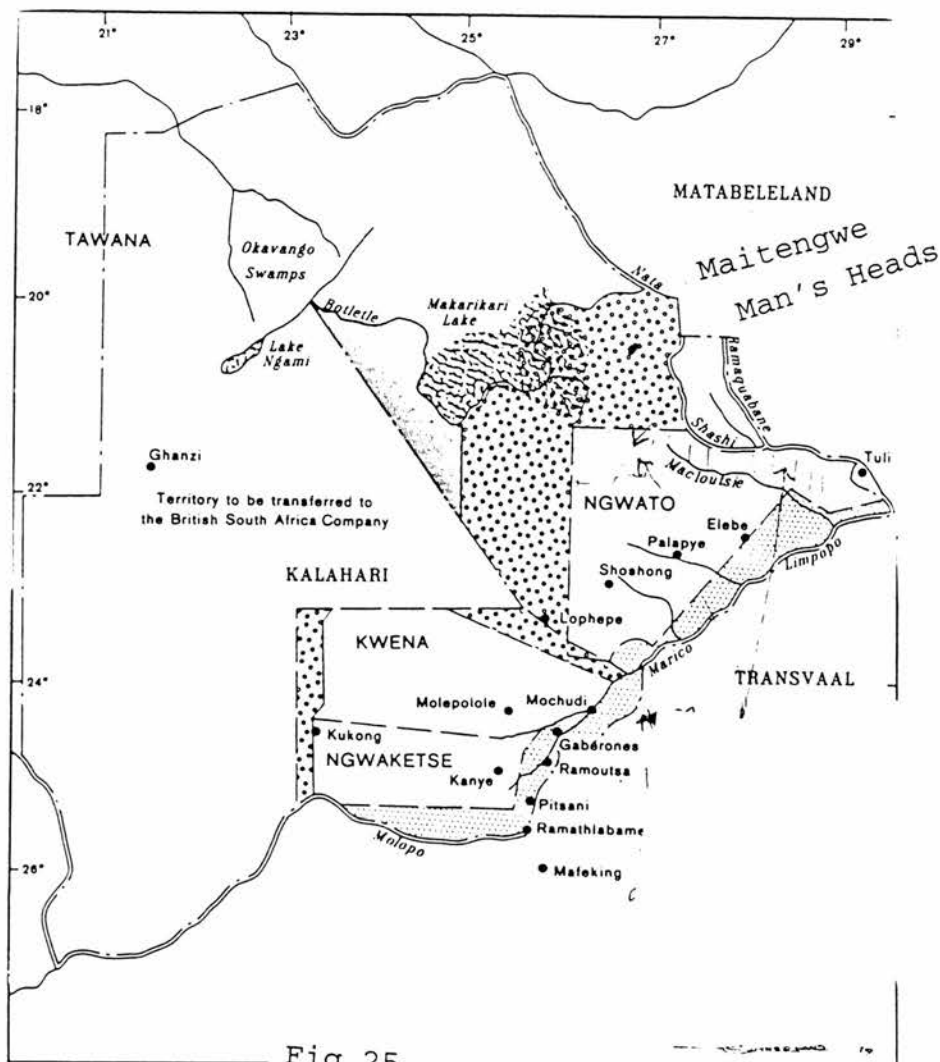 21°
23°
25°
27°
29°
18°
MATABELELAND
TAWANA
Okavango
Swamps
Maitengwe
Man's Heads
20°
Nata
Botletle
Makarikari
Lake
Lake
Ngami
Ramaquabane
Shashi
Ghanzi
Tuli
Macloutsie
22°
Territory to be transferred to
the British South Africa Company
NGWATO
Elebe
Palapye
Limpopo
KALAHARI
Shoshong
Lophepe
KWENA
Marico
24°
TRANSVAAL
Molepolole
Mochudi
Kukong
Gabérones
NGWAKETSE
Ramoutsa
Kanye
Pitsani
Ramathlabame
Molopo
26°
Mafeking
Fig 25